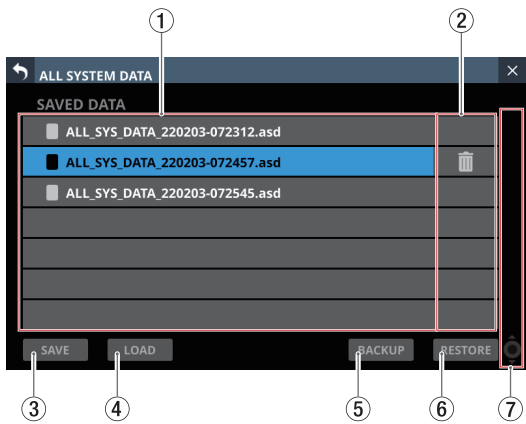 ① ②
ALL SYSTEM DATA ×
SAVED DATA
ALL_SYS_DATA_220203-072312.asd
ALL_SYS_DATA_220203-072457.asd
ALL_SYS_DATA_220203-072545.asd
SAVE LOAD BACKUP RESTORE
③ ④ ⑤ ⑥ ⑦